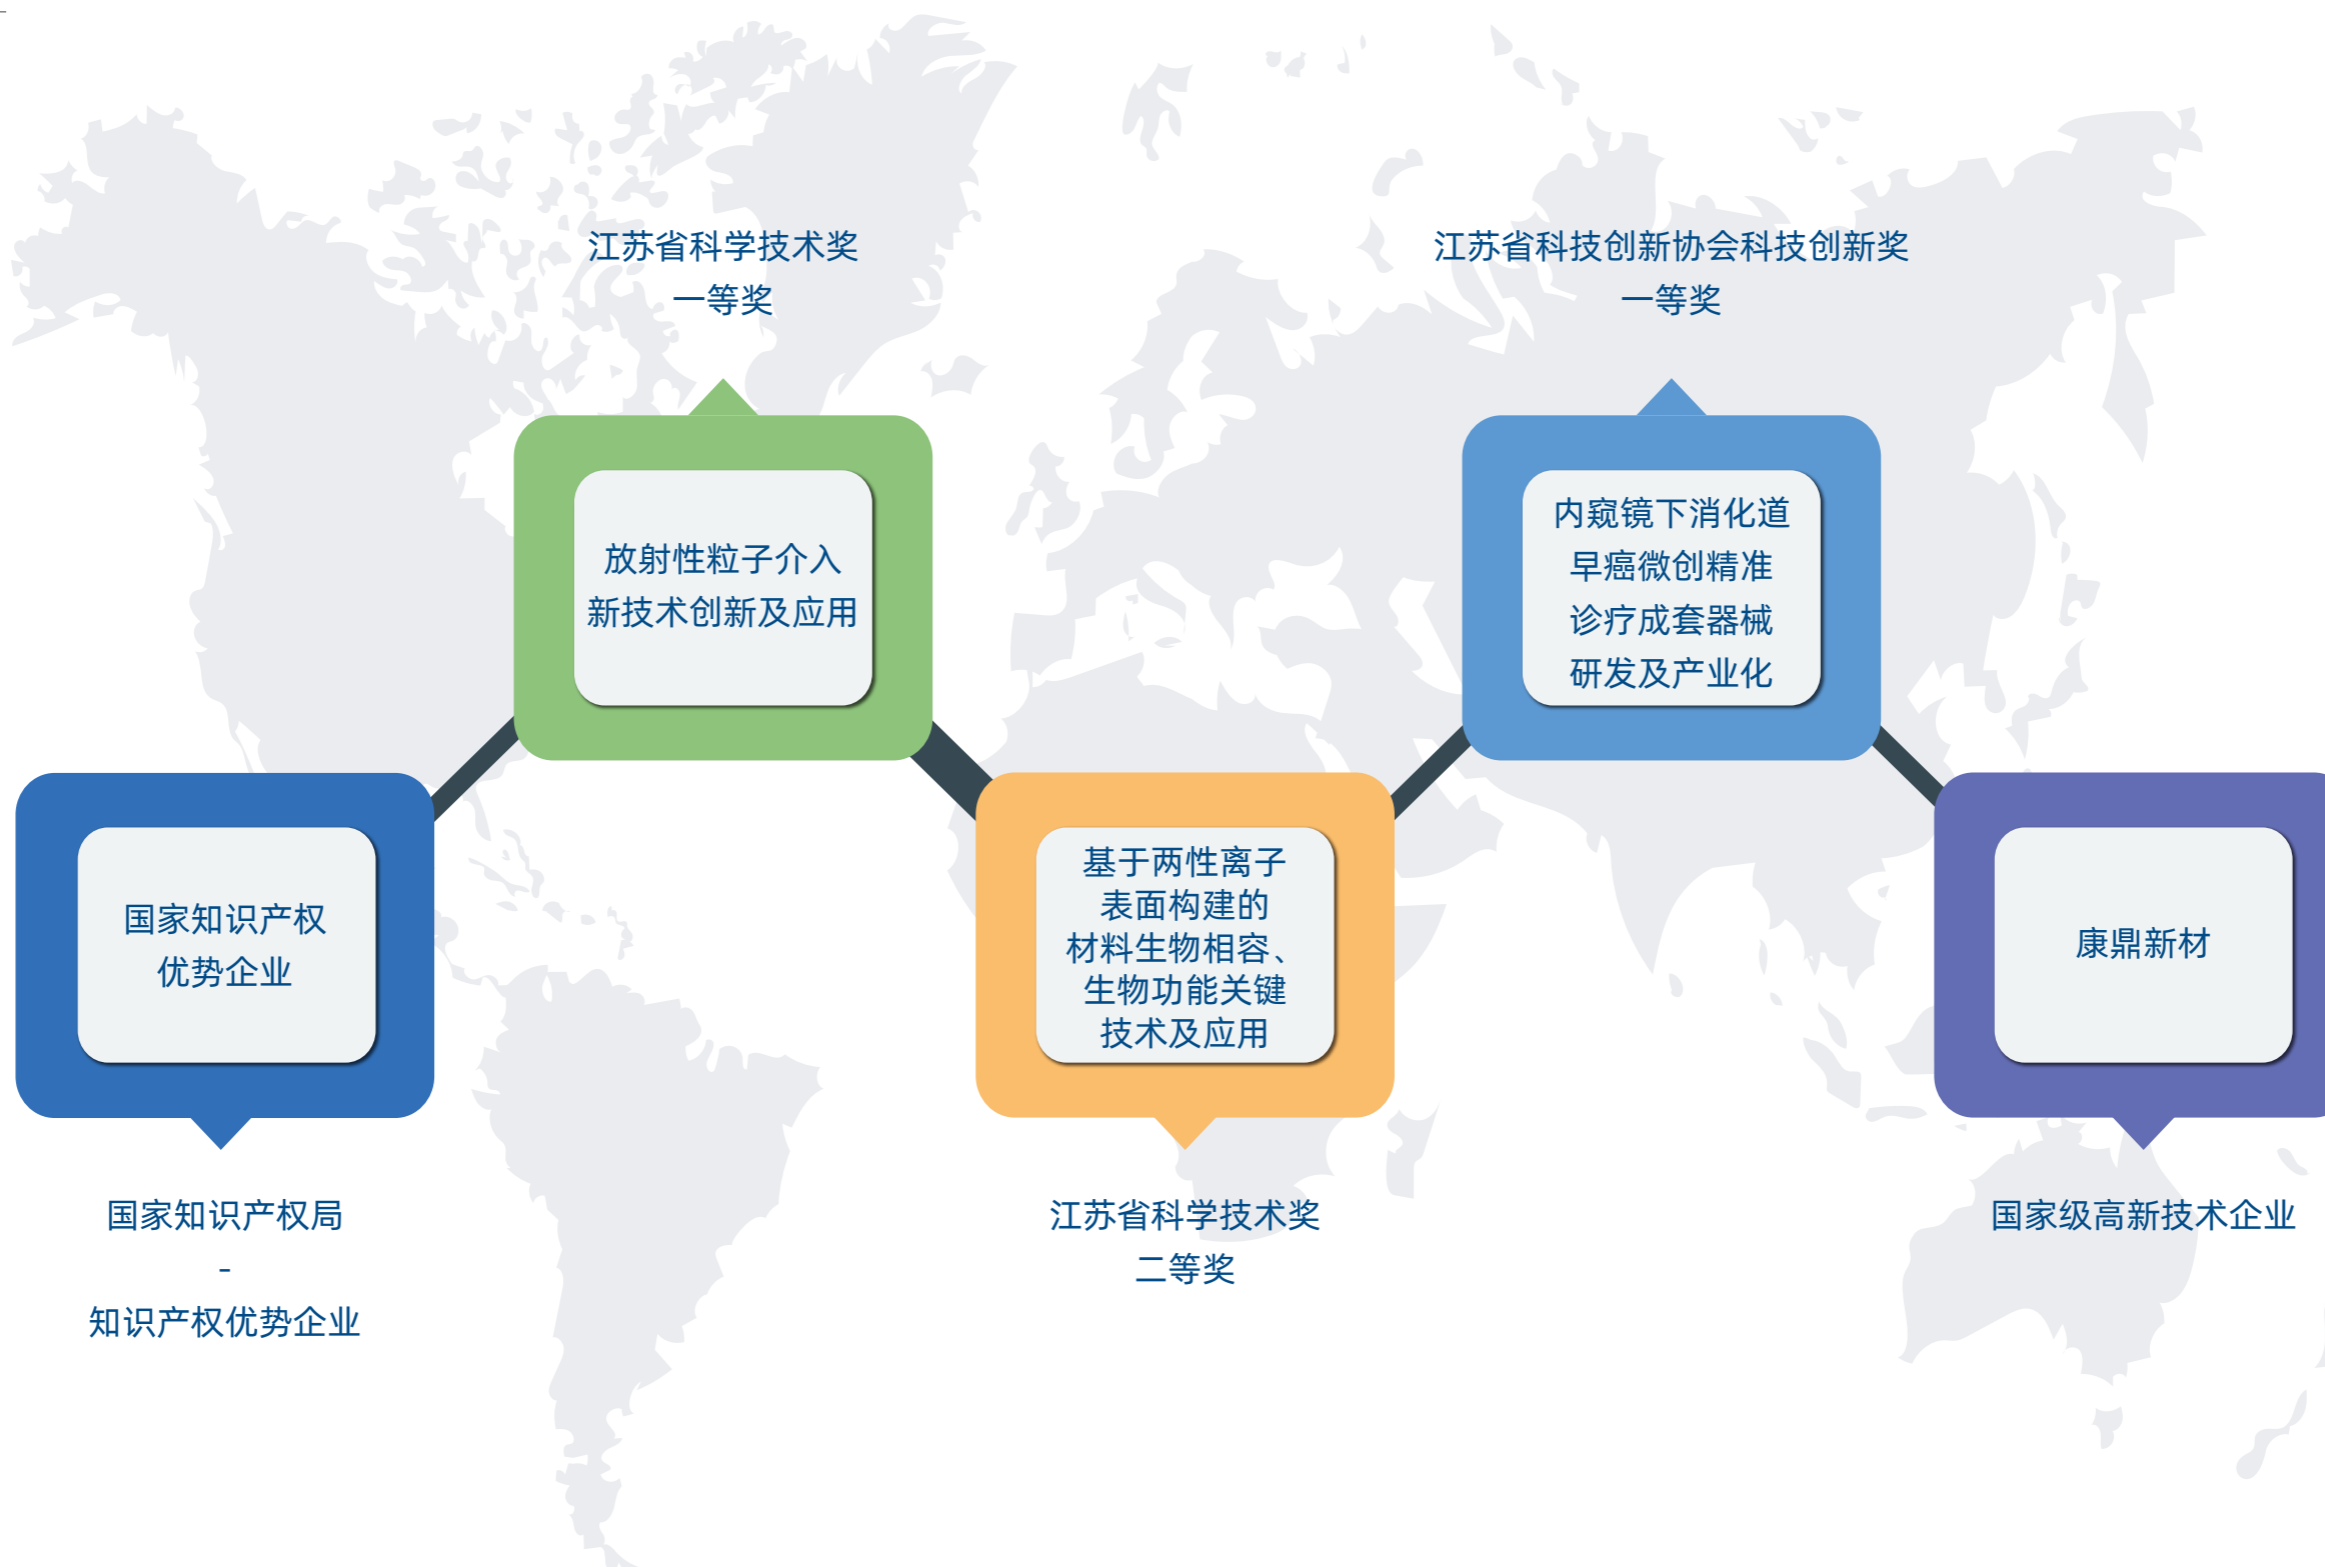 国家知识产权
优势企业
国家知识产权局
-
知识产权优势企业
江苏省科学技术奖
一等奖
放射性粒子介入
新技术创新及应用
基于两性离子
表面构建的
材料生物相容、
生物功能关键
技术及应用
江苏省科学技术奖
二等奖
江苏省科技创新协会科技创新奖
一等奖
内窥镜下消化道
早癌微创精准
诊疗成套器械
研发及产业化
康鼎新材
国家级高新技术企业